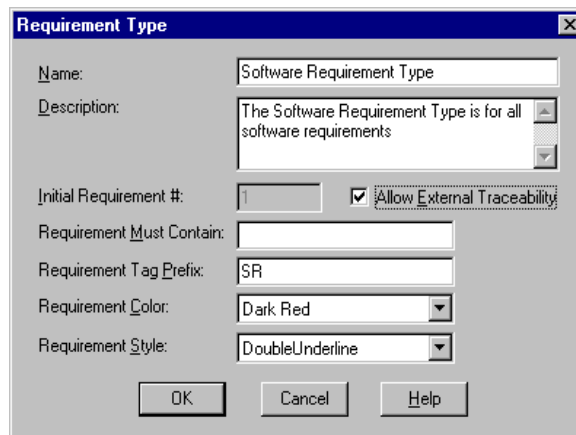 Requirement Type
Name: Software Requirement Type
Description: The Software Requirement Type is for all
software requirements
Initial Requirement #: 1 Allow External Traceability
Requirement Must Contain:
Requirement Tag Prefix: SR
Requirement Color: Dark Red
Requirement Style: DoubleUnderline
OK Cancel Help